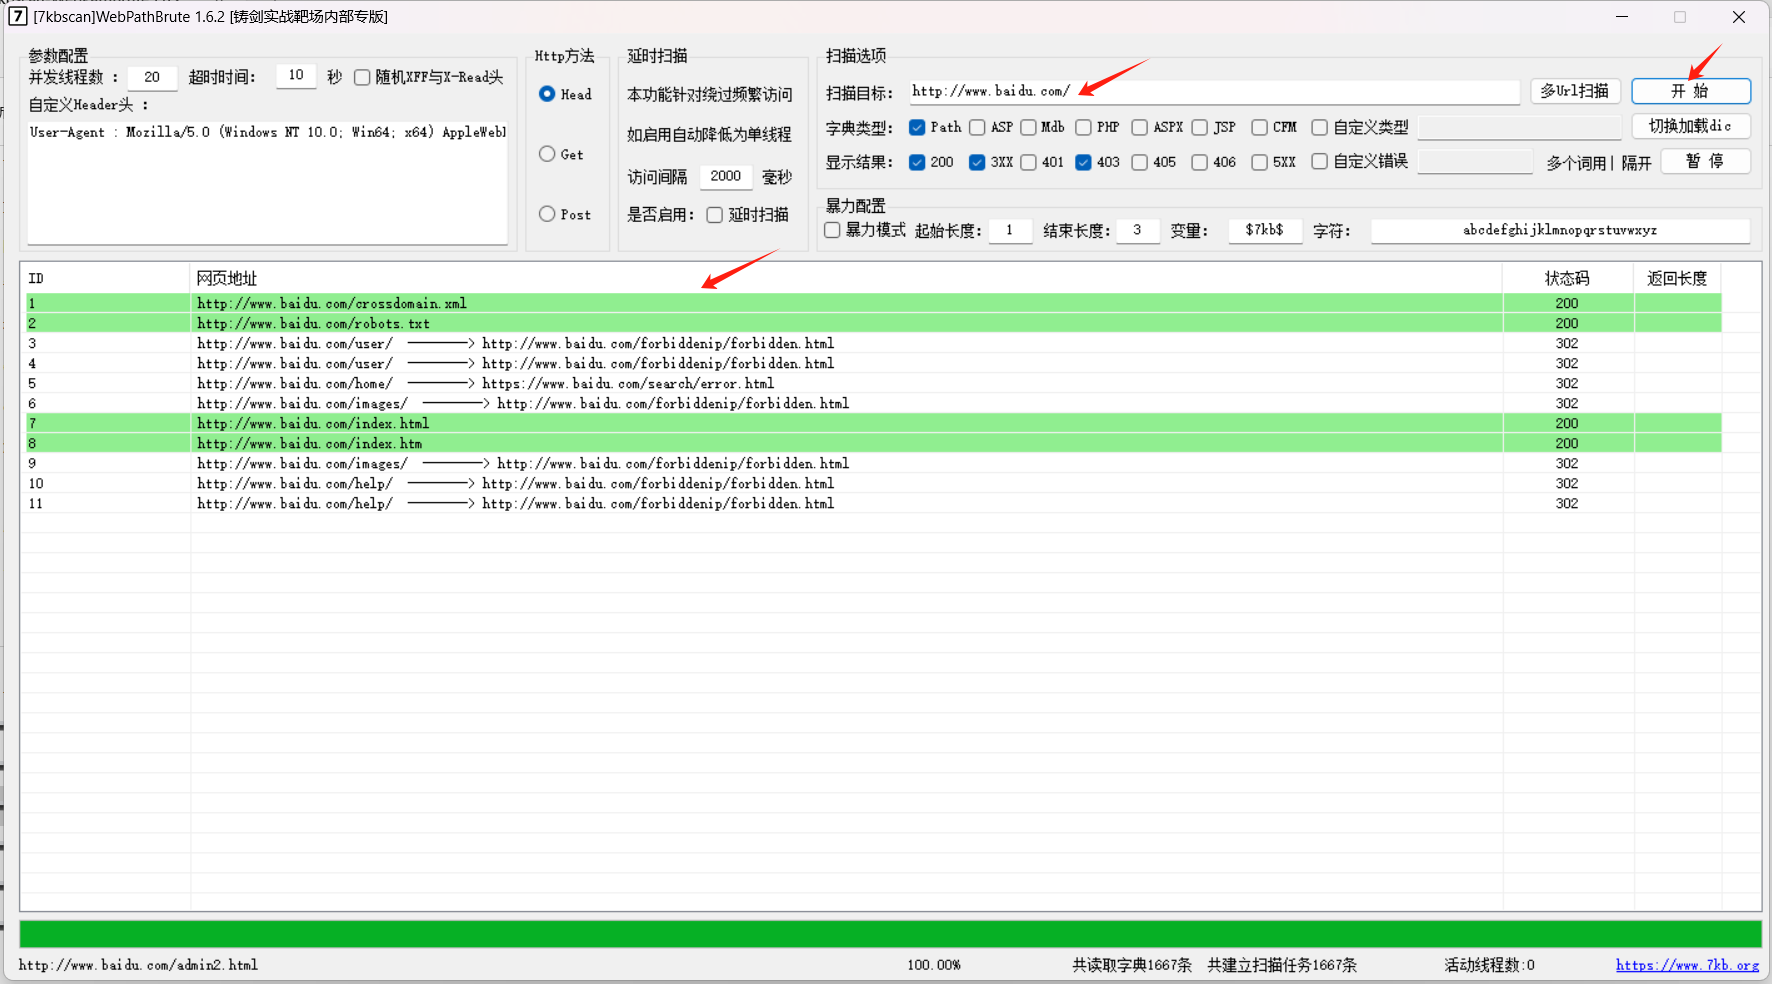 7 [7kbscan]WebPathBrute 1.6.2 [铸剑实战靶场内部专版]
参数配置
并发线程数 ： 20 超时时间： 10 秒 随机XFF与X-Read头
自定义Header头 ：
User-Agent : Mozilla/5.0 (Windows NT 10.0; Win64; x64) AppleWebl
Http方法
Head
Get
Post
延时扫描
本功能针对绕过频繁访问
如启用自动降低为单线程
访问间隔 2000 毫秒
是否启用： 延时扫描
扫描选项
扫描目标： http://www.baidu.com/ 多Url扫描 开 始
字典类型： Path ASP Mdb PHP ASPX JSP CFM 自定义类型 切换加载dic
显示结果： 200 3XX 401 403 405 406 5XX 自定义错误 多个词用| 隔开 暂 停
暴力配置
暴力模式 起始长度： 1 结束长度： 3 变量： $7kb$ 字符： abcdefghijklmnopqrstuvwxyz
ID 网页地址 状态码 返回长度
1 http://www.baidu.com/crossdomain.xml 200
2 http://www.baidu.com/robots.txt 200
3 http://www.baidu.com/user/ ————> http://www.baidu.com/forbiddenip/forbidden.html 302
4 http://www.baidu.com/user/ ————> http://www.baidu.com/forbiddenip/forbidden.html 302
5 http://www.baidu.com/home/ ————> https://www.baidu.com/search/error.html 302
6 http://www.baidu.com/images/ ————> http://www.baidu.com/forbiddenip/forbidden.html 302
7 http://www.baidu.com/index.html 200
8 http://www.baidu.com/index.htm 200
9 http://www.baidu.com/images/ ————> http://www.baidu.com/forbiddenip/forbidden.html 302
10 http://www.baidu.com/help/ ————> http://www.baidu.com/forbiddenip/forbidden.html 302
11 http://www.baidu.com/help/ ————> http://www.baidu.com/forbiddenip/forbidden.html 302
http://www.baidu.com/admin2.html 100.00% 共读取字典1667条 共建立扫描任务1667条 活动线程数:0 https://www.7kb.org